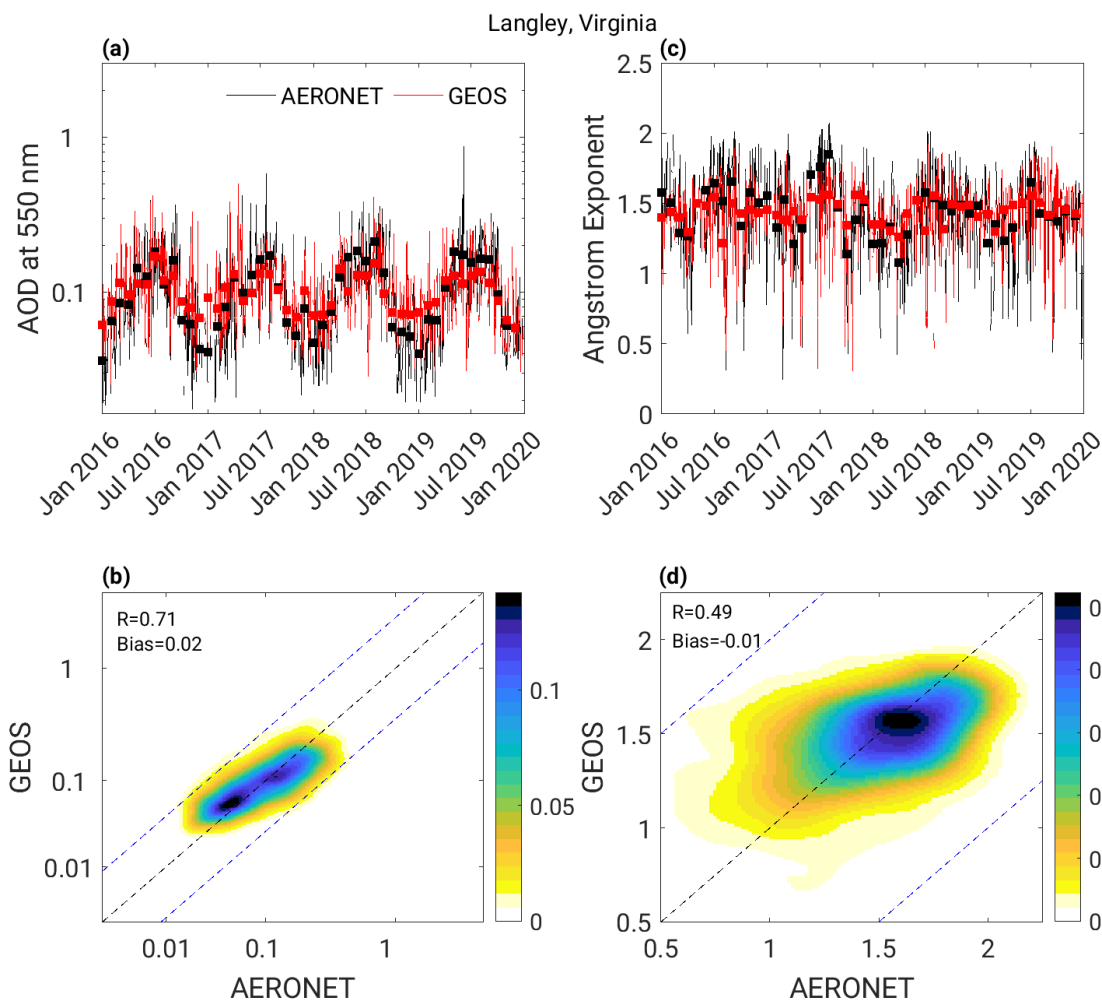 Langley, Virginia
(a)
AERONET
GEOS
AOD at 550 nm
1
0.1
Jan 2016
Jul 2016
Jan 2017
Jul 2017
Jan 2018
Jul 2018
Jan 2019
Jul 2019
Jan 2020
(c)
Angstrom Exponent
2.5
2
1.5
1
0.5
0
Jan 2016
Jul 2016
Jan 2017
Jul 2017
Jan 2018
Jul 2018
Jan 2019
Jul 2019
Jan 2020
(b)
R=0.71
Bias=0.02
GEOS
1
0.1
0.01
0.01
0.1
1
AERONET
0.1
0.05
0
(d)
R=0.49
Bias=-0.01
GEOS
2
1.5
1
0.5
0.5
1
1.5
2
AERONET
0
0
0
0
0
0
0
0
0